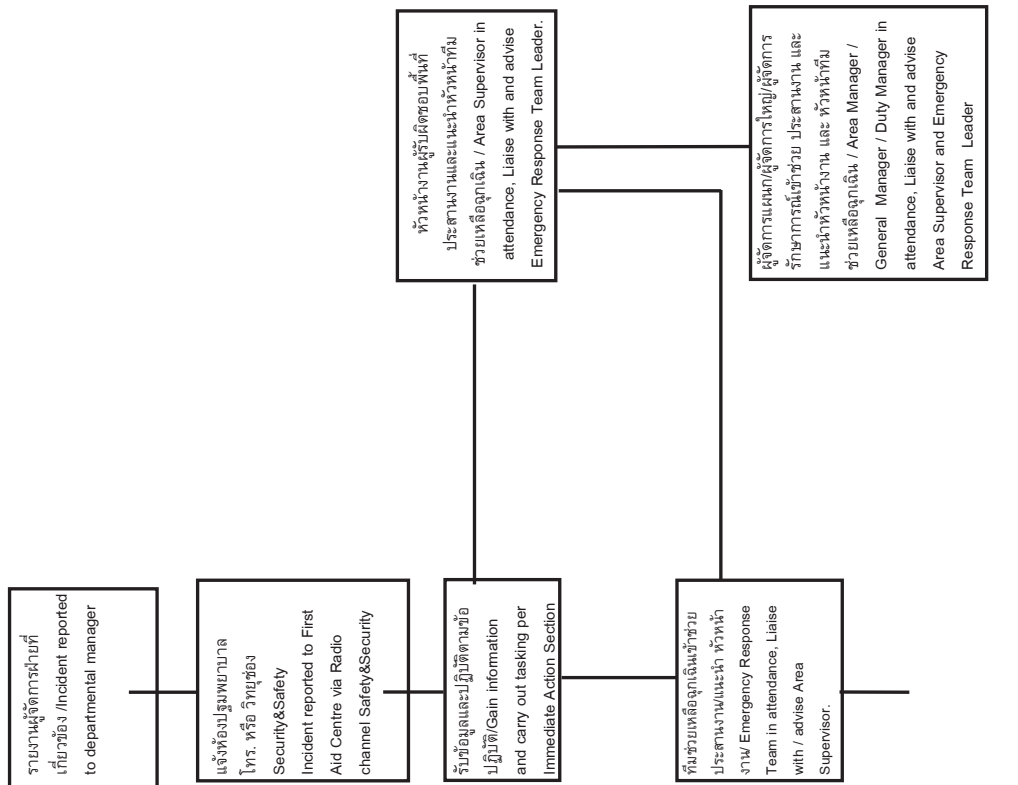 รายงานผู้จัดการฝ่ายที่
เกี่ยวข้อง /Incident reported
to departmental manager
แจ้งห้องปฐมพยาบาล
โทร. หรือ วิทยุช่อง
Security&Safety
Incident reported to First
Aid Centre via Radio
channel Safety&Security
รับข้อมูลและปฏิบัติตามข้อ
ปฏิบัติ/Gain information
and carry out tasking per
Immediate Action Section
ทีมช่วยเหลือฉุกเฉินเข้าช่วย
ประสานงาน/แนะนำ หัวหน้า
งาน/ Emergency Response
Team in attendance, Liaise
with / advise Area
Supervisor.
หัวหน้างานผู้รับผิดชอบพื้นที่
ประสานงานและแนะนำหัวหน้าทีม
ช่วยเหลือฉุกเฉิน / Area Supervisor in
attendance, Liaise with and advise
Emergency Response Team Leader.
ผู้จัดการแผนก/ผู้จัดการใหญ่/ผู้จัดการ
รักษาการณ์เข้าช่วย ประสานงาน และ
แนะนำหัวหน้างาน และ หัวหน้าทีม
ช่วยเหลือฉุกเฉิน / Area Manager /
General Manager / Duty Manager in
attendance, Liaise with and advise
Area Supervisor and Emergency
Response Team Leader